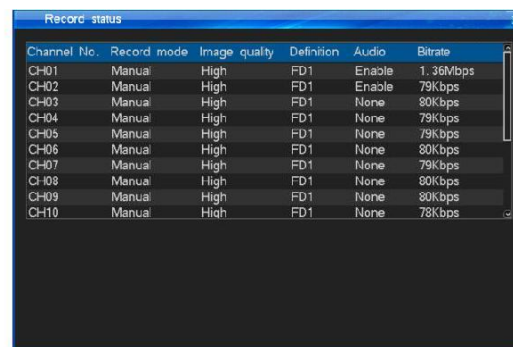 Record status
Channel No. Record mode Image quality Definition Audio Bitrate
CH01 Manual High FD1 Enable 1.36Mbps
CH02 Manual High FD1 Enable 79Kbps
CH03 Manual High FD1 None 80Kbps
CH04 Manual High FD1 None 79Kbps
CH05 Manual High FD1 None 79Kbps
CH06 Manual High FD1 None 80Kbps
CH07 Manual High FD1 None 79Kbps
CH08 Manual High FD1 None 80Kbps
CH09 Manual High FD1 None 80Kbps
CH10 Manual High FD1 None 78Kbps